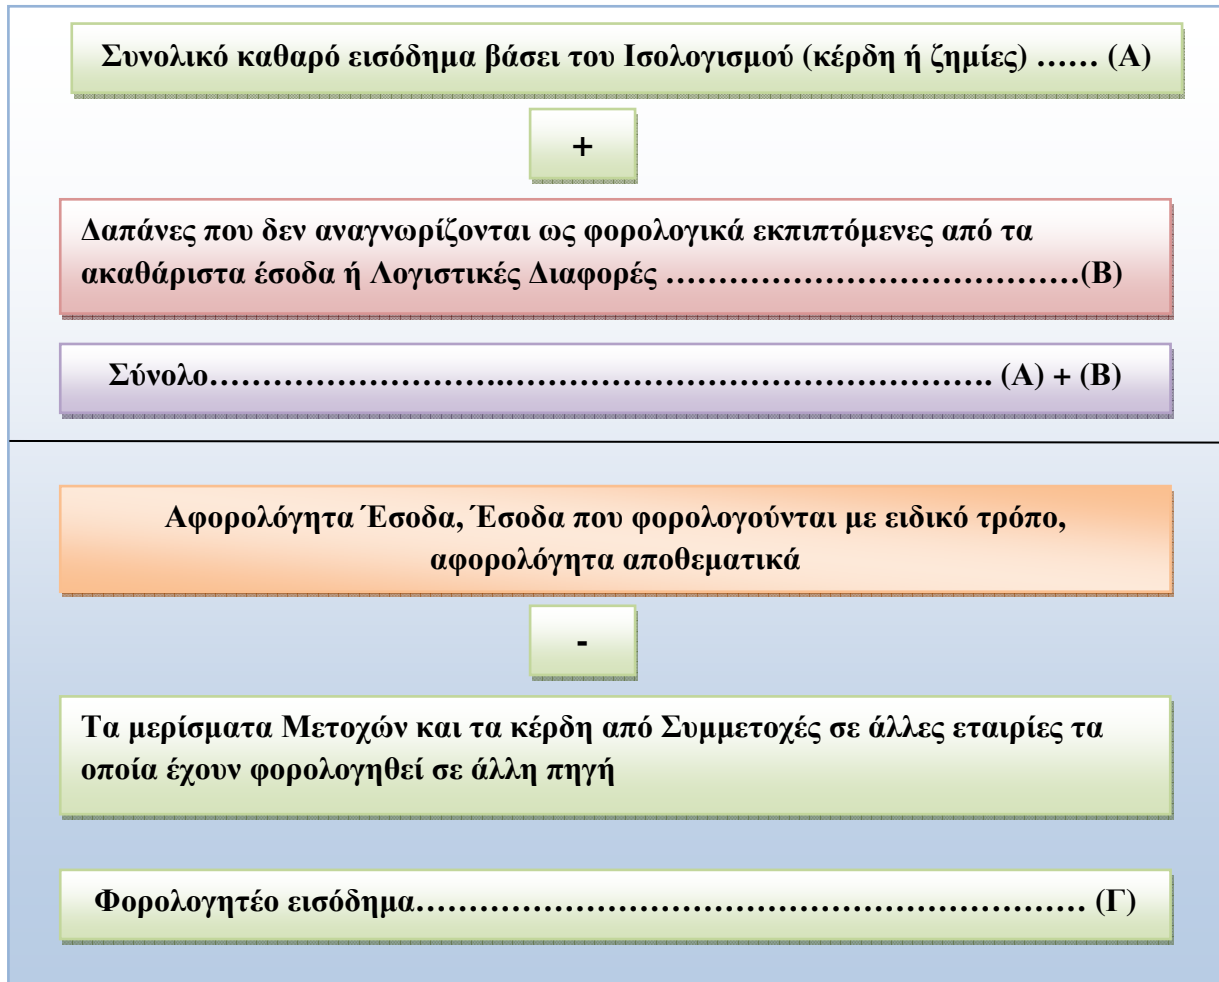 Συνολικό καθαρό εισόδημα βάσει του Ισολογισμού (κέρδη ή ζημίες) …… (Α)
+
Δαπάνες που δεν αναγνωρίζονται ως φορολογικά εκπιπτόμενες από τα
ακαθάριστα έσοδα ή Λογιστικές Διαφορές …………………………………(Β)
Σύνολο……………………….………………………………………. (Α) + (Β)
Αφορολόγητα Έσοδα, Έσοδα που φορολογούνται με ειδικό τρόπο,
αφορολόγητα αποθεματικά
-
Τα μερίσματα Μετοχών και τα κέρδη από Συμμετοχές σε άλλες εταιρίες τα
οποία έχουν φορολογηθεί σε άλλη πηγή
Φορολογητέο εισόδημα……………………………………………………… (Γ)